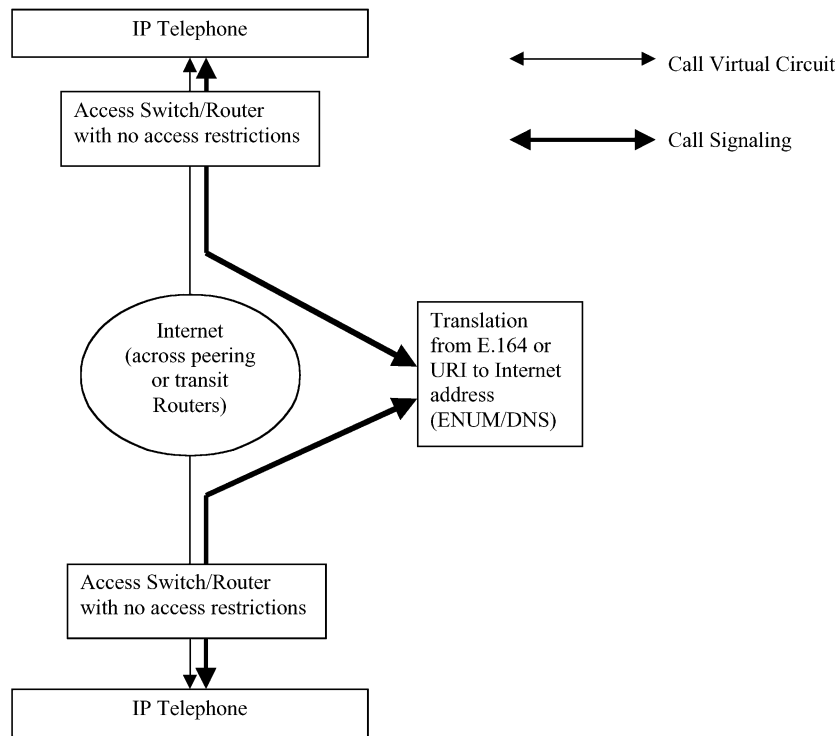 IP Telephone
Call Virtual Circuit
Access Switch/Router
with no access restrictions
Call Signaling
Internet
(across peering
or transit
Routers)
Translation
from E.164 or
URI to Internet
address
(ENUM/DNS)
Access Switch/Router
with no access restrictions
IP Telephone